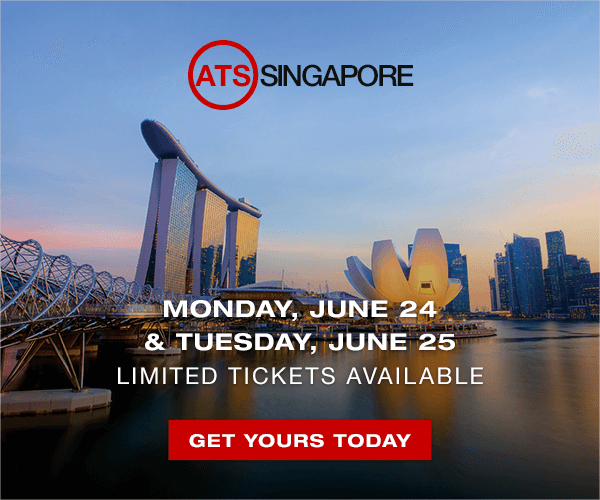 ATS SINGAPORE
MONDAY, JUNE 24
& TUESDAY, JUNE 25
LIMITED TICKETS AVAILABLE
GET YOURS TODAY